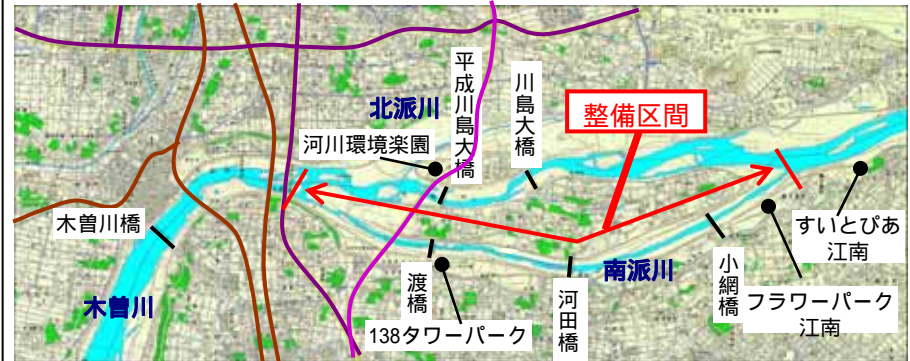 北派川
平成川島大橋
川島大橋
整備区間
河川環境楽園
木曽川橋
木曽川
渡橋
138タワーパーク
河田橋
南派川
小網橋
フラワーパーク
江南
すいとぴあ
江南